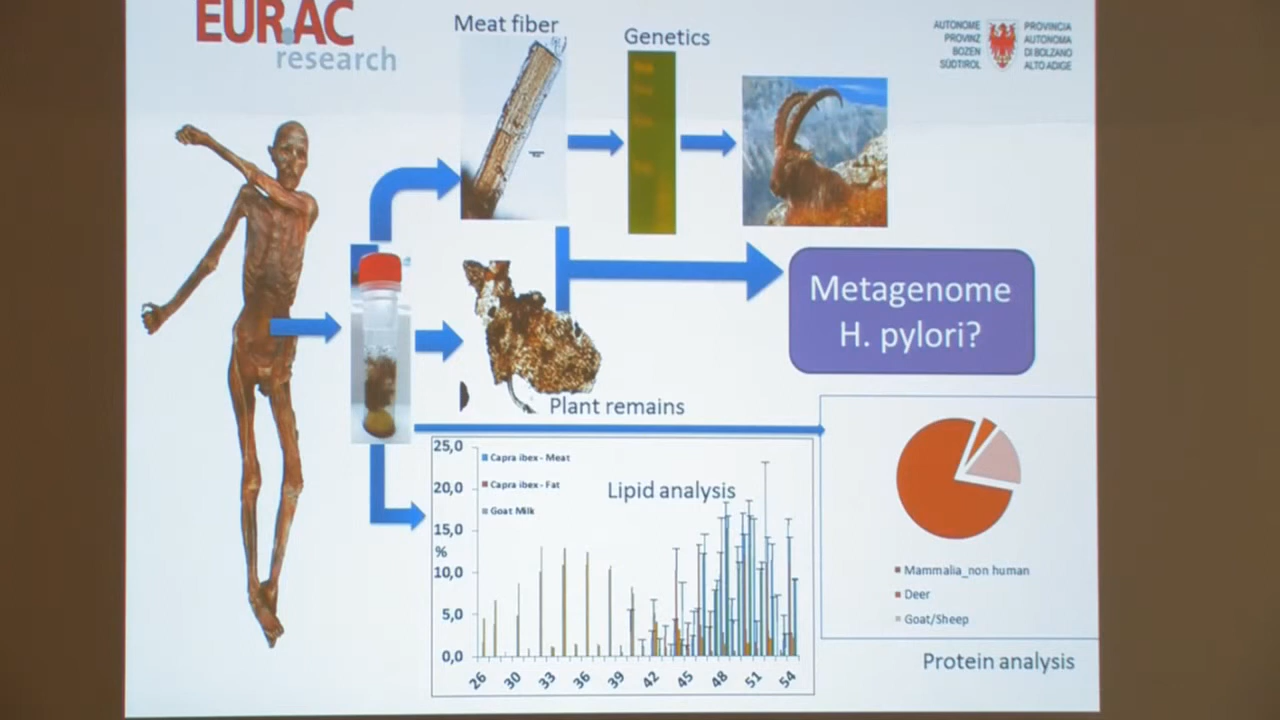 EURAC
research
Meat fiber
Genetics
AUTONOME
PROVINZ
BOZEN
SÜDTIROL
PROVINCIA
AUTONOMA
DI BOLZANO
ALTO ADIGE
Metagenome
H. pylori?
Plant remains
25,0
20,0
15,0
%
10,0
5,0
0,0
Capra ibex - Meat
Capra ibex - Fat
Goat Milk
Lipid analysis
26
30
33
36
39
42
45
48
51
54
Mammalia_non human
Deer
Goat/Sheep
Protein analysis